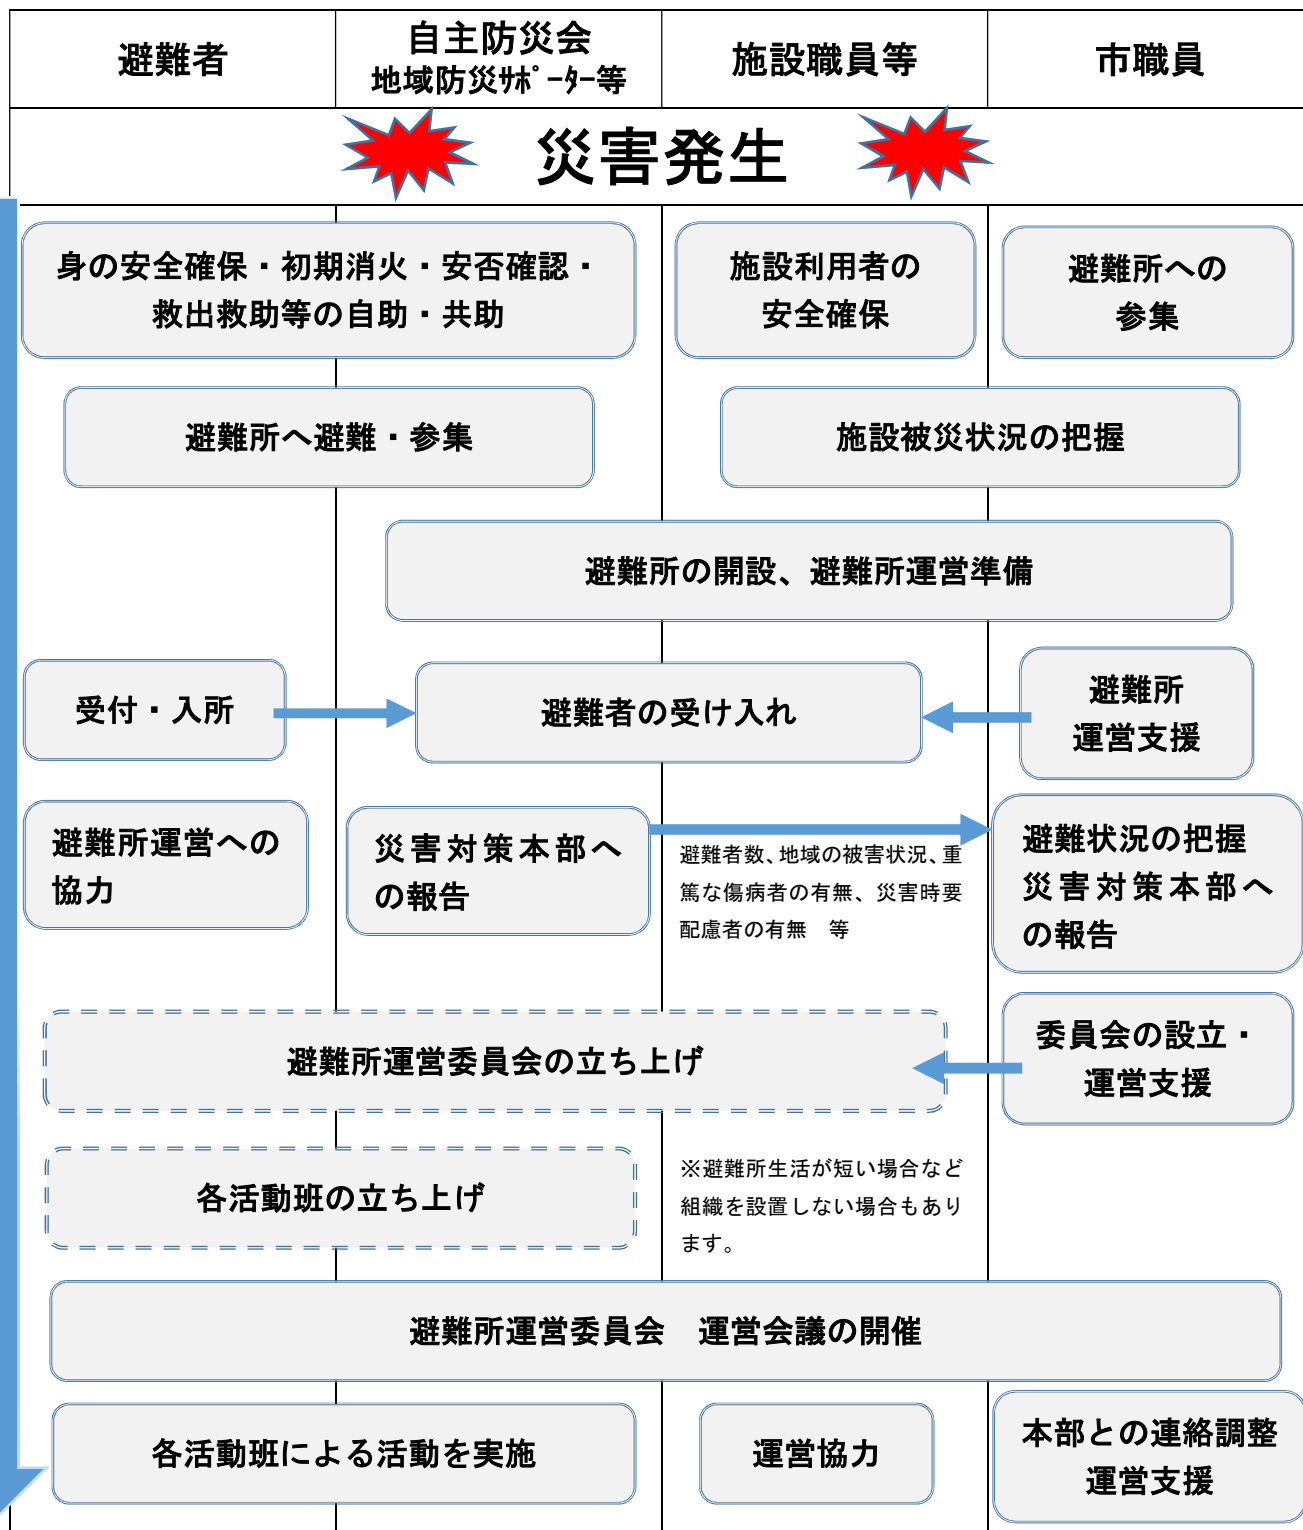 避難者
自主防災会
地域防災ｻﾎﾟｰﾀｰ等
施設職員等
市職員
災害発生
身の安全確保・初期消火・安否確認・
救出救助等の自助・共助
施設利用者の
安全確保
避難所への
参集
避難所へ避難・参集
施設被災状況の把握
避難所の開設、避難所運営準備
受付・入所
避難者の受け入れ
避難所
運営支援
避難所運営への
協力
災害対策本部へ
の報告
避難者数、地域の被害状況、重
篤な傷病者の有無、災害時要
配慮者の有無　等
避難状況の把握
災害対策本部へ
の報告
避難所運営委員会の立ち上げ
委員会の設立・
運営支援
各活動班の立ち上げ
※避難所生活が短い場合など
組織を設置しない場合もあり
ます。
避難所運営委員会　運営会議の開催
各活動班による活動を実施
運営協力
本部との連絡調整
運営支援